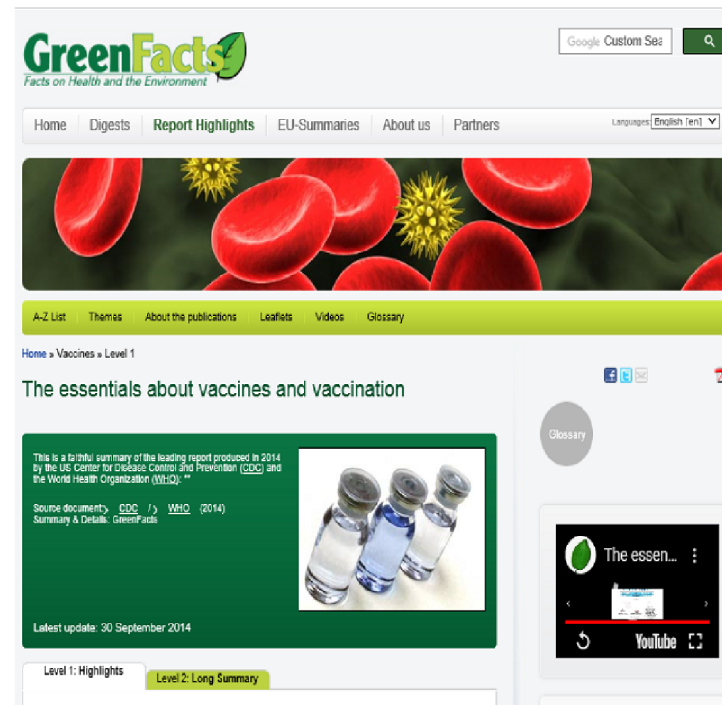 GreenFacts
Facts on Health and the Environment
Google Custom Sea
Home Digests Report Highlights EU-Summaries About us Partners
Languages: English [en]
A-Z List Themes About the publications Leaflets Videos Glossary
Home » Vaccines » Level 1
The essentials about vaccines and vaccination
Glossary
This is a faithful summary of the leading report produced in 2014
by the US Center for Disease Control and Prevention (CDC) and
the World Health Organization (WHO): "
Source document: CDC / WHO (2014)
Summary & Details: GreenFacts
Latest update: 30 September 2014
The essen...
YouTube
Level 1: Highlights Level 2: Long Summary